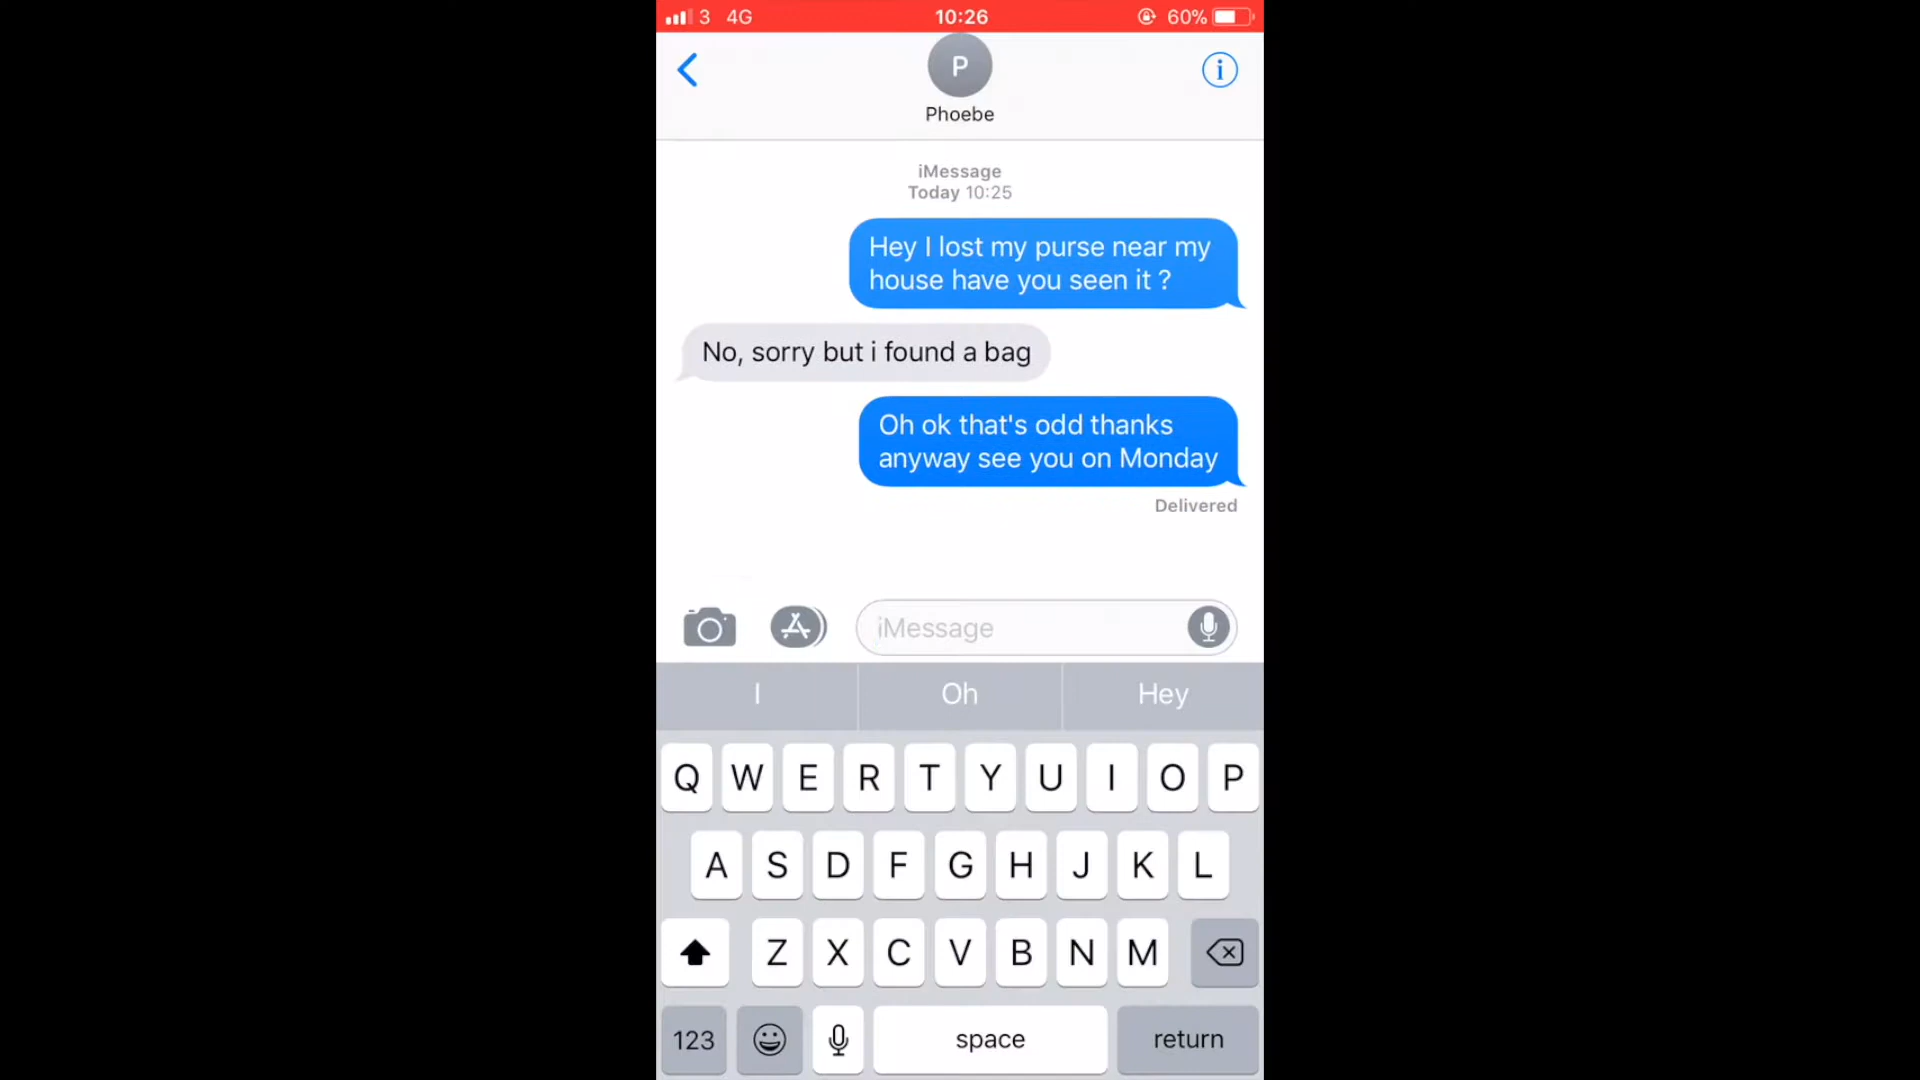 3 4G 10:26 60%
P
Phoebe
iMessage
Today 10:25
Hey I lost my purse near my
house have you seen it ?
No, sorry but i found a bag
Oh ok that's odd thanks
anyway see you on Monday
Delivered
iMessage
I Oh Hey
Q W E R T Y U I O P
A S D F G H J K L
Z X C V B N M
123 space return